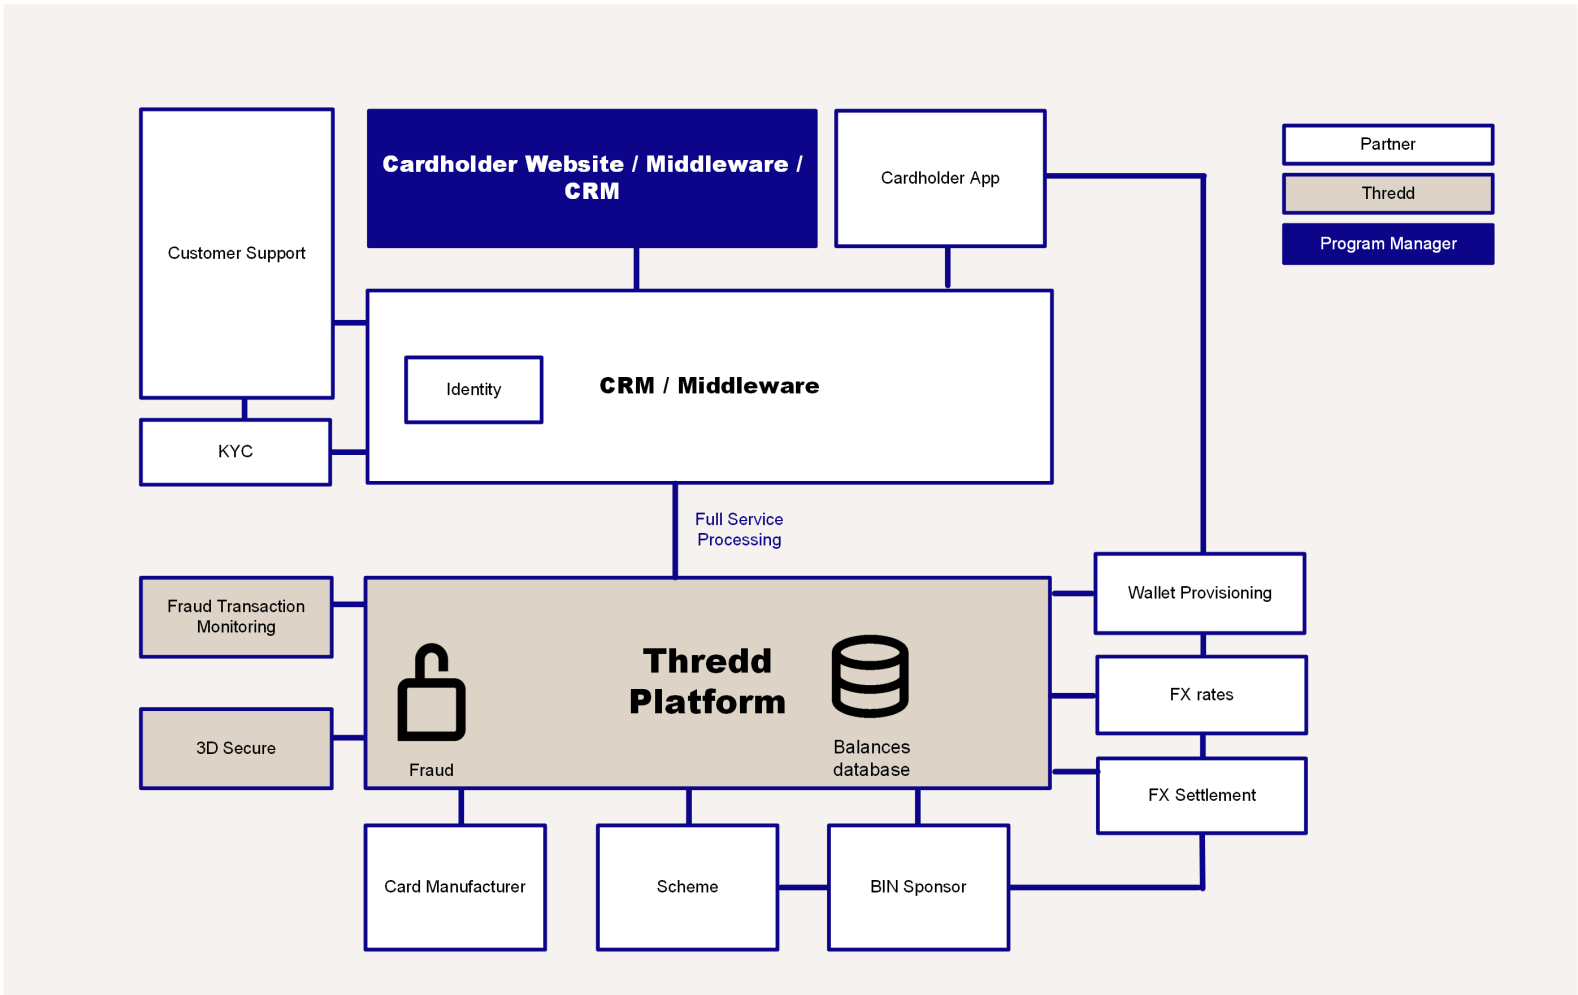 Cardholder Website / Middleware /
CRM
Cardholder App
Partner
Thredd
Program Manager
Customer Support
Identity
CRM / Middleware
KYC
Full Service
Processing
Fraud Transaction
Monitoring
Wallet Provisioning
Thredd
Platform
FX rates
3D Secure
Fraud
Balances
database
FX Settlement
Card Manufacturer
Scheme
BIN Sponsor